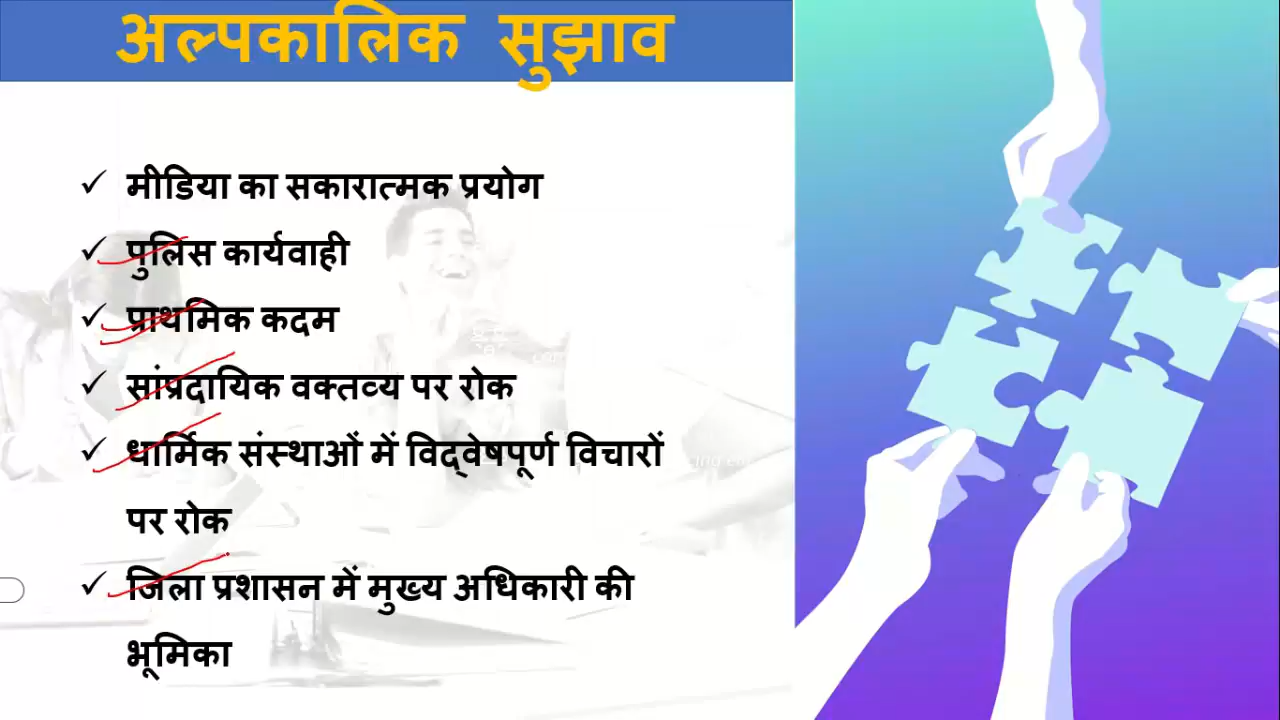 अल्पकालिक सुझाव
✓ मीडिया का सकारात्मक प्रयोग
✓ पुलिस कार्यवाही
✓ प्राथमिक कदम
✓ सांप्रदायिक वक्तव्य पर रोक
✓ धार्मिक संस्थाओं में विद्वेषपूर्ण विचारों
पर रोक
✓ जिला प्रशासन में मुख्य अधिकारी की
भूमिका